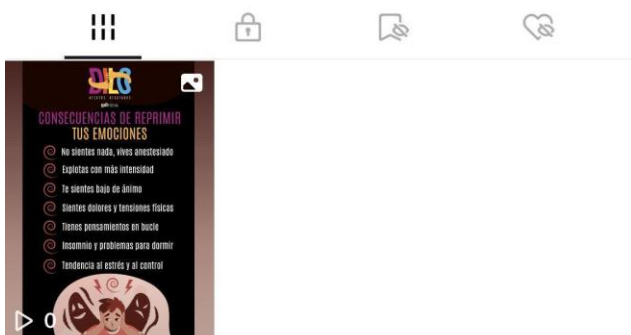 DILO
CONSECUENCIAS DE REPRIMIR
TUS EMOCIONES
No sientes nada, vives anestesiado
Explotas con más intensidad
Te sientes bajo de ánimo
Sientes dolores y tensiones físicas
Tienes pensamientos en bucle
Insomnio y problemas para dormir
Tendencia al estrés y al control
0